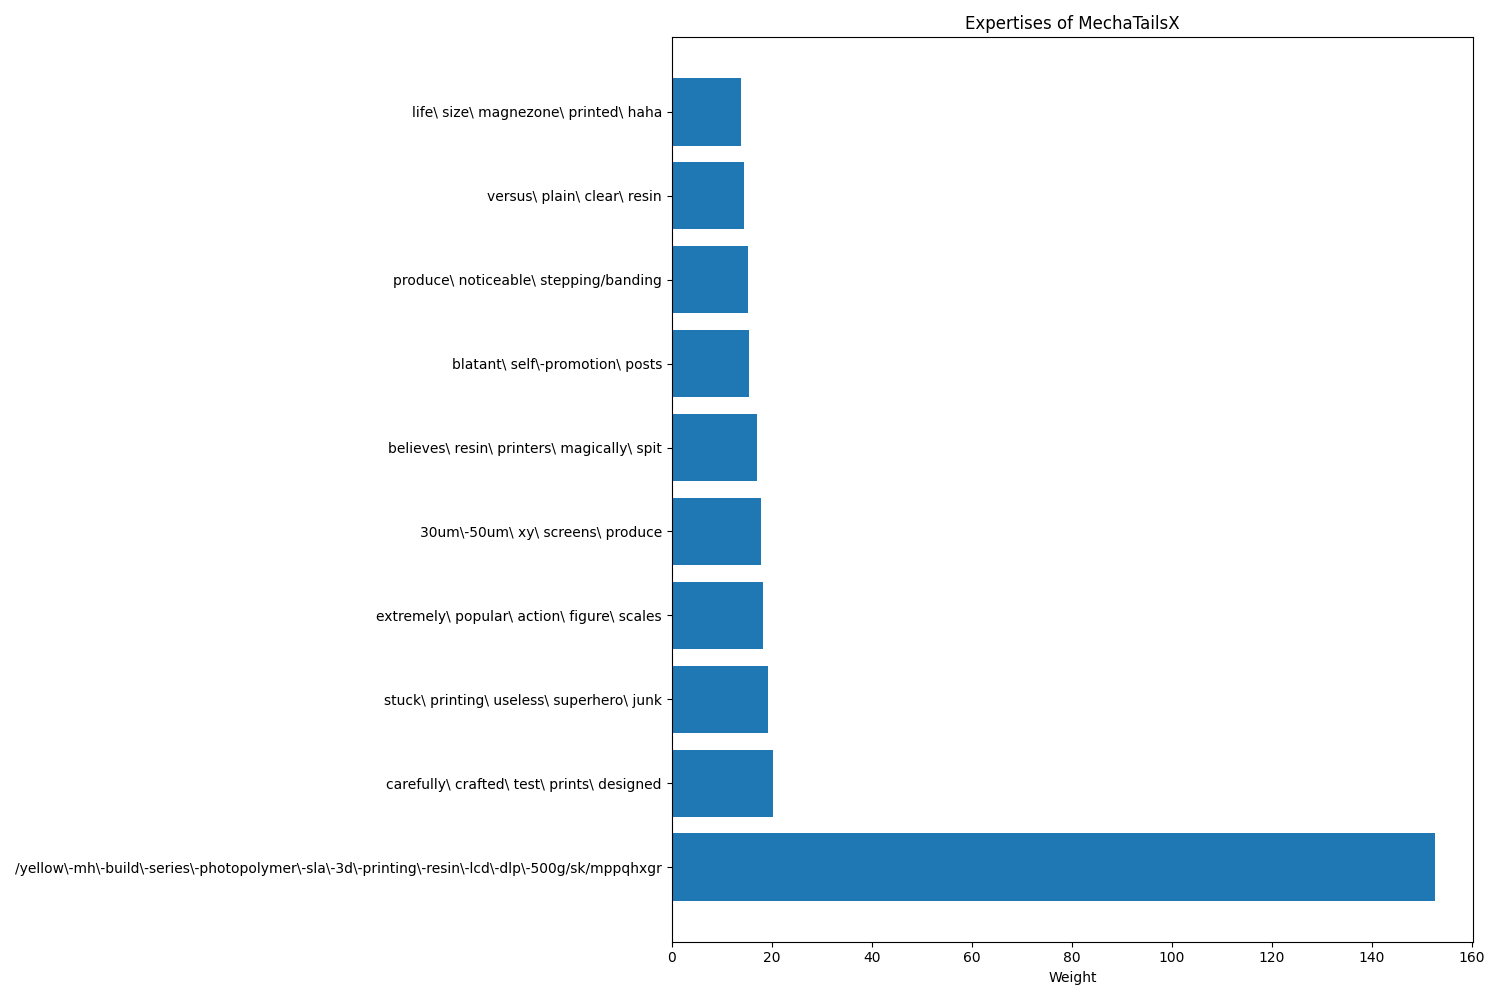 Expertises of MechaTailsX
life\ size\ magnezone\ printed\ haha
versus\ plain\ clear\ resin
produce\ noticeable\ stepping/banding
blatant\ self\-promotion\ posts
believes\ resin\ printers\ magically\ spit
30um\-50um\ xy\ screens\ produce
extremely\ popular\ action\ figure\ scales
stuck\ printing\ useless\ superhero\ junk
carefully\ crafted\ test\ prints\ designed
/yellow\-mh\-build\-series\-photopolymer\-sla\-3d\-printing\-resin\-lcd\-dlp\-500g/sk/mppqhxgr
0 20 40 60 80 100 120 140 160
Weight